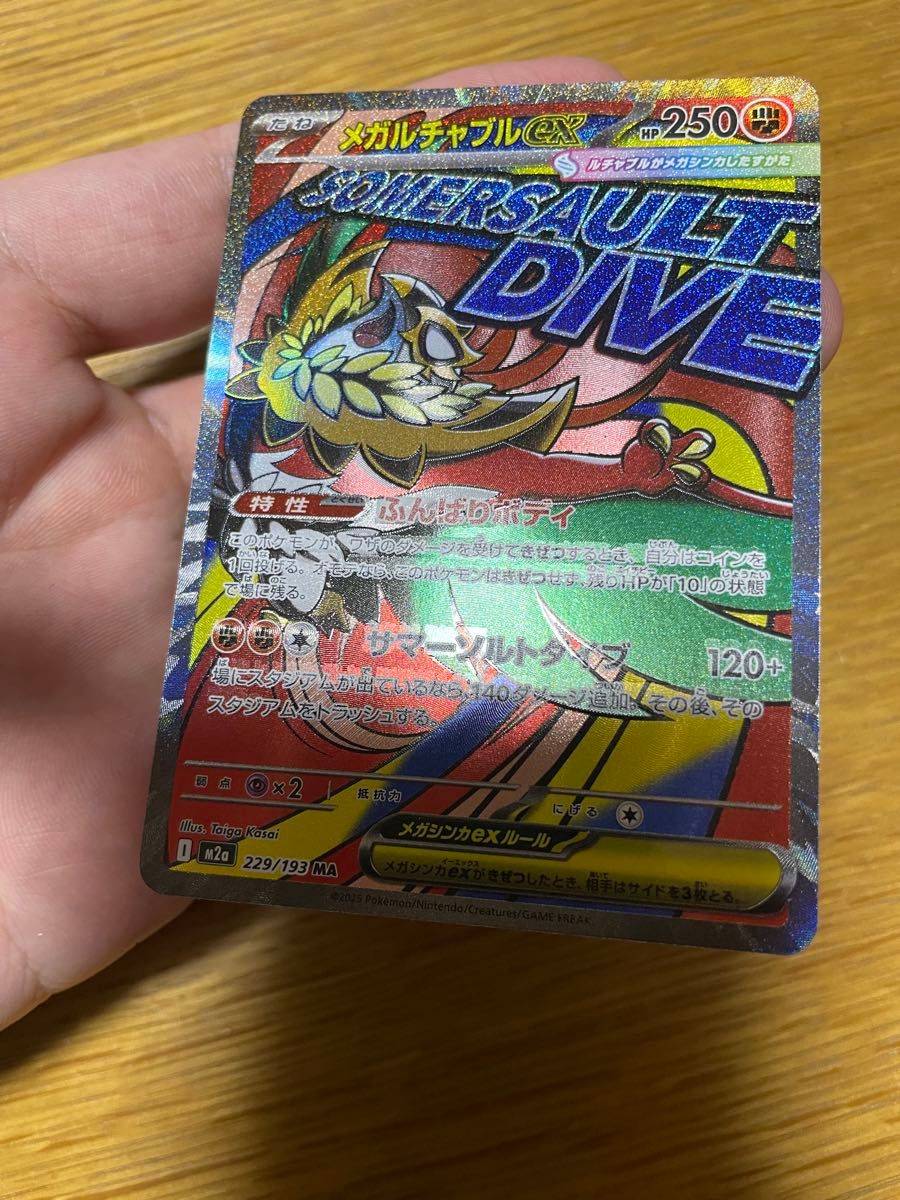 たね メガルチャブルex HP250
ルチャブルがメガシンカしたすがた
SOMERSAULT
DIVE
特性 ふんばりボディ
このポケモンが、ワザのダメージを受けてきぜつするとき、自分はコインを
1回投げる。オモテなら、このポケモンはきぜつせず、残りHPが「10」の状態
で場に残る。
サマーソルトダイブ 120+
場にスタジアムが出ているなら、140ダメージ追加。その後、その
スタジアムをトラッシュする。
弱点 ×2 抵抗力 にげる
Illus. Taiga Kasai
メガシンカexルール
I M2a 229/193 MA
メガシンカexがきぜつしたとき、相手はサイドを3枚とる。
©2025 Pokémon/Nintendo/Creatures/GAME FREAK